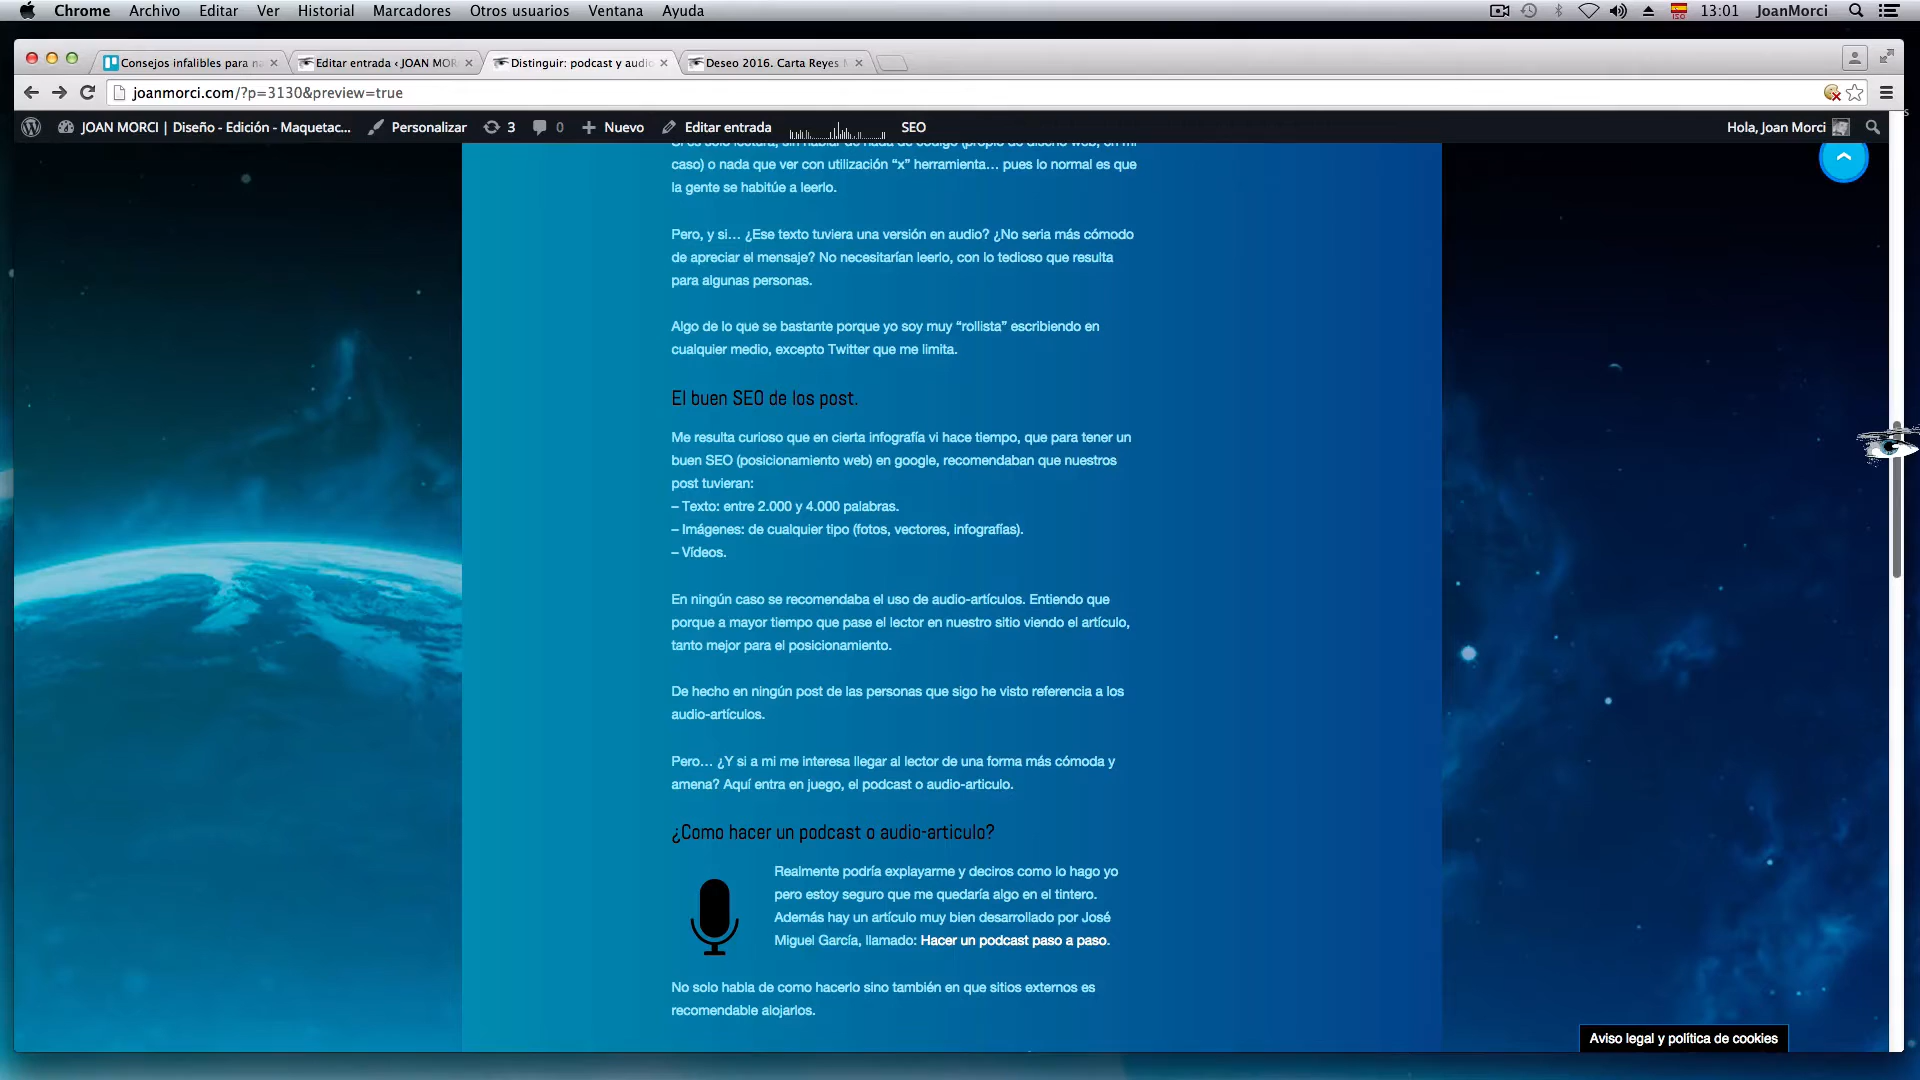 Chrome Archivo Editar Ver Historial Marcadores Otros usuarios Ventana Ayuda 13:01 JoanMorci
Consejos infalibles para na
Editar entrada ‹ JOAN MOR
Distinguir: podcast y audio
Deseo 2016. Carta Reyes M
joanmorci.com/?p=3130&preview=true
JOAN MORCI | Diseño - Edición - Maquetac... Personalizar 3 0 Nuevo Editar entrada SEO Hola, Joan Morci
Si es solo lectura, sin hablar de nada de código (propio de diseño web, en mi
caso) o nada que ver con utilización “x” herramienta… pues lo normal es que
la gente se habitúe a leerlo.
Pero, y si… ¿Ese texto tuviera una versión en audio? ¿No seria más cómodo
de apreciar el mensaje? No necesitarían leerlo, con lo tedioso que resulta
para algunas personas.
Algo de lo que se bastante porque yo soy muy “rollista” escribiendo en
cualquier medio, excepto Twitter que me limita.
El buen SEO de los post.
Me resulta curioso que en cierta infografía vi hace tiempo, que para tener un
buen SEO (posicionamiento web) en google, recomendaban que nuestros
post tuvieran:
– Texto: entre 2.000 y 4.000 palabras.
– Imágenes: de cualquier tipo (fotos, vectores, infografías).
– Vídeos.
En ningún caso se recomendaba el uso de audio-artículos. Entiendo que
porque a mayor tiempo que pase el lector en nuestro sitio viendo el artículo,
tanto mejor para el posicionamiento.
De hecho en ningún post de las personas que sigo he visto referencia a los
audio-artículos.
Pero… ¿Y si a mi me interesa llegar al lector de una forma más cómoda y
amena? Aquí entra en juego, el podcast o audio-articulo.
¿Como hacer un podcast o audio-articulo?
Realmente podría explayarme y deciros como lo hago yo
pero estoy seguro que me quedaría algo en el tintero.
Además hay un artículo muy bien desarrollado por José
Miguel García, llamado: Hacer un podcast paso a paso.
No solo habla de como hacerlo sino también en que sitios externos es
recomendable alojarlos.
Aviso legal y política de cookies